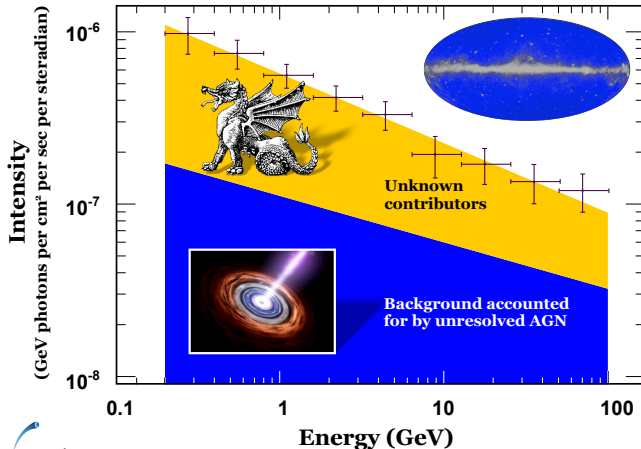 Intensity
(GeV photons per cm² per sec per steradian)
10⁻⁶
10⁻⁷
10⁻⁸
Unknown
contributors
Background accounted
for by unresolved AGN
0.1
1
10
100
Energy (GeV)